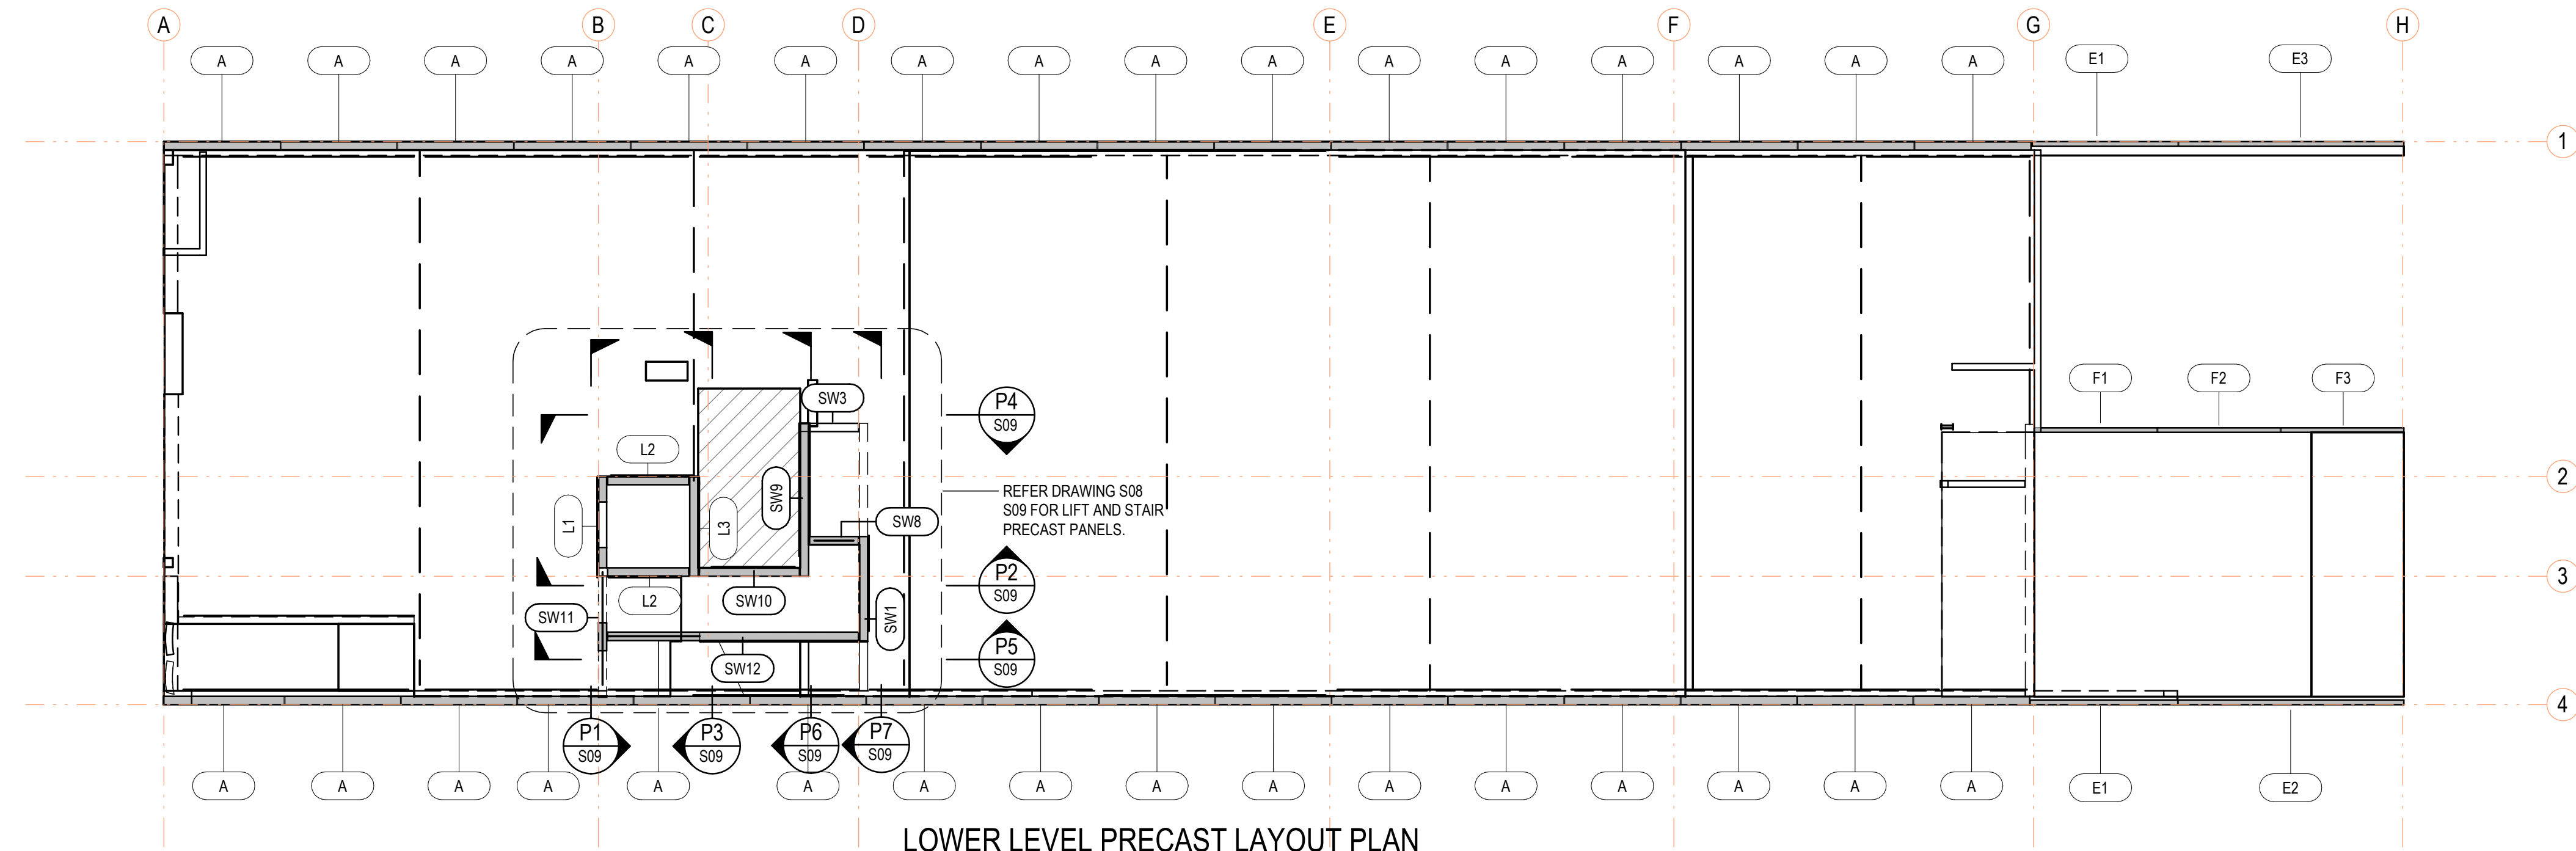 A B C D E F G H
A A A A A A A A A A A A A A A A E1 E3
1
F1 F2 F3
SW3
P4
S09
L2
2
SW9
REFER DRAWING S08
S09 FOR LIFT AND STAIR
PRECAST PANELS.
L1
L3
SW8
P2
S09
3
L2
SW10
SW11
SW1
P5
S09
SW12
4
P1 P3 P6 P7
S09 S09 S09 S09
A A A A A A A A A A A A A A A A E1 E2
LOWER LEVEL PRECAST LAYOUT PLAN